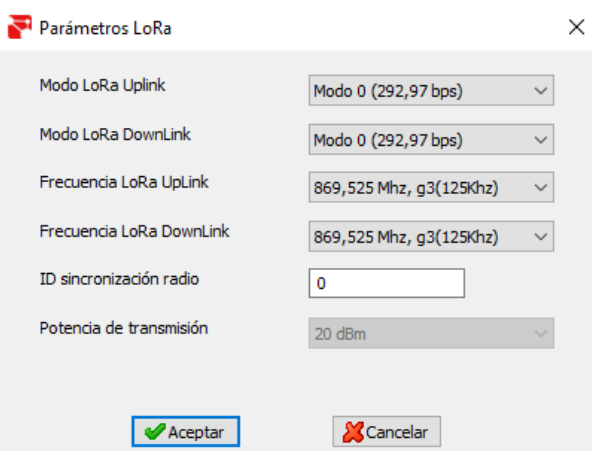 Parámetros LoRa
Modo LoRa Uplink
Modo 0 (292,97 bps)
Modo LoRa DownLink
Modo 0 (292,97 bps)
Frecuencia LoRa UpLink
869,525 Mhz, g3(125Khz)
Frecuencia LoRa DownLink
869,525 Mhz, g3(125Khz)
ID sincronización radio
0
Potencia de transmisión
20 dBm
Aceptar
Cancelar